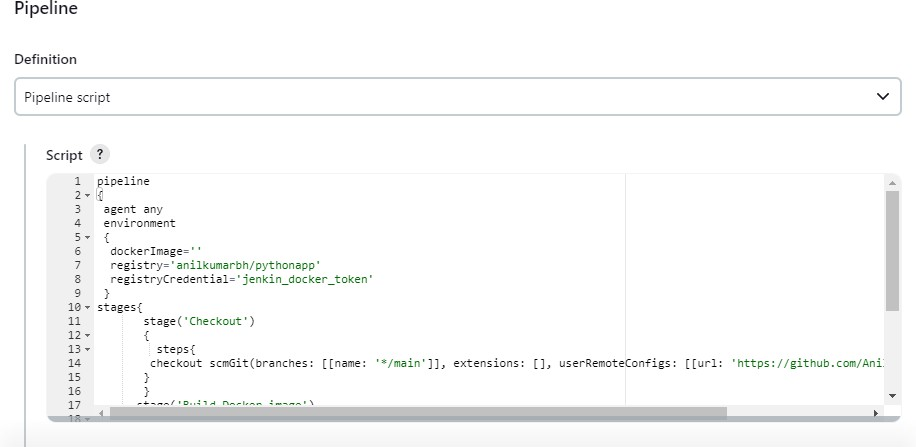 Pipeline
Definition
Pipeline script
Script ?
1 pipeline
2 {
3 agent any
4 environment
5 {
6 dockerImage=''
7 registry='anilkumarbh/pythonapp'
8 registryCredential='jenkin_docker_token'
9 }
10 stages{
11 stage('Checkout')
12 {
13 steps{
14 checkout scmGit(branches: [[name: '*/main']], extensions: [], userRemoteConfigs: [[url: 'https://github.com/Ani
15 }
16 }
17 stage('Build Docker image')
18